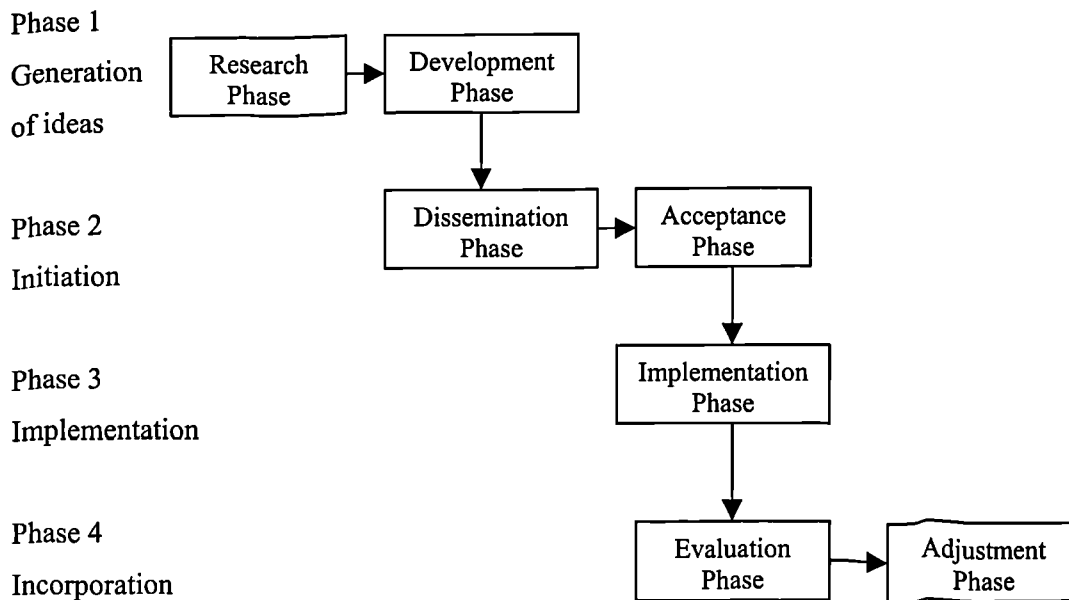 Phase 1
Generation
of ideas
Research
Phase
Development
Phase
Phase 2
Initiation
Dissemination
Phase
Acceptance
Phase
Phase 3
Implementation
Implementation
Phase
Phase 4
Incorporation
Evaluation
Phase
Adjustment
Phase